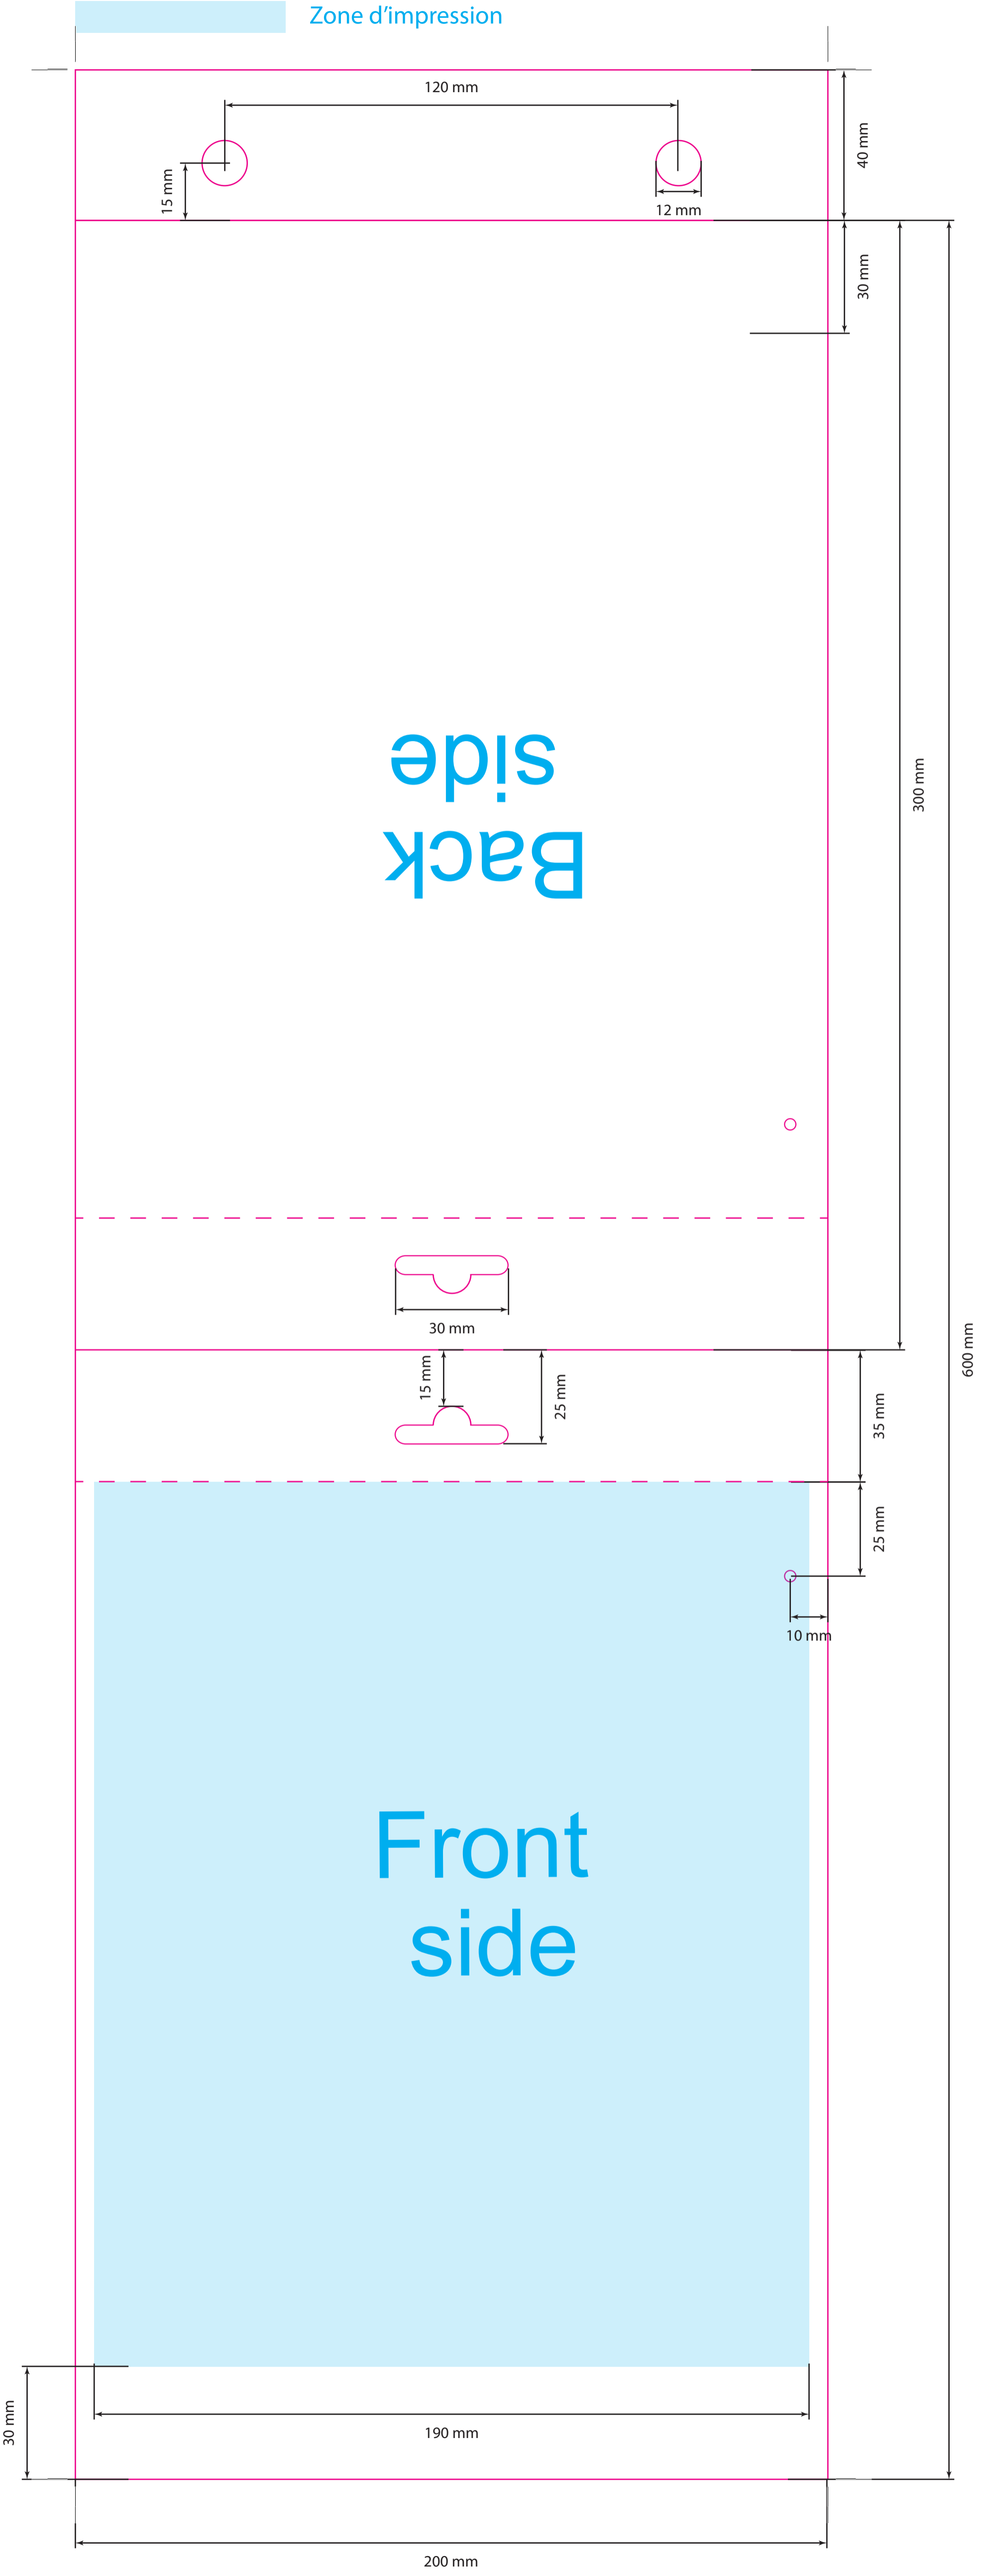 Zone d'impression
120 mm
40 mm
15 mm
12 mm
30 mm
side
Back
300 mm
30 mm
600 mm
15 mm
25 mm
35 mm
25 mm
10 mm
Front
side
30 mm
190 mm
200 mm